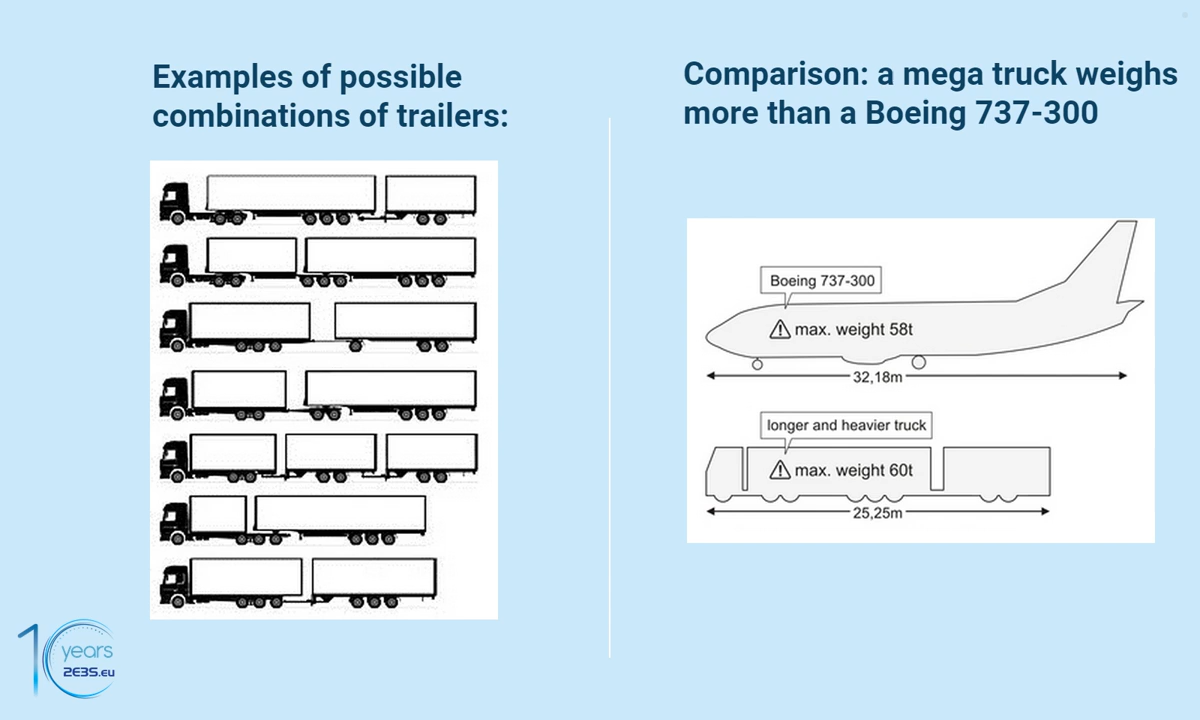 Examples of possible
combinations of trailers:
Comparison: a mega truck weighs
more than a Boeing 737-300
Boeing 737-300
max. weight 58t
32,18m
longer and heavier truck
max. weight 60t
25,25m
10 years
2E3S.eu